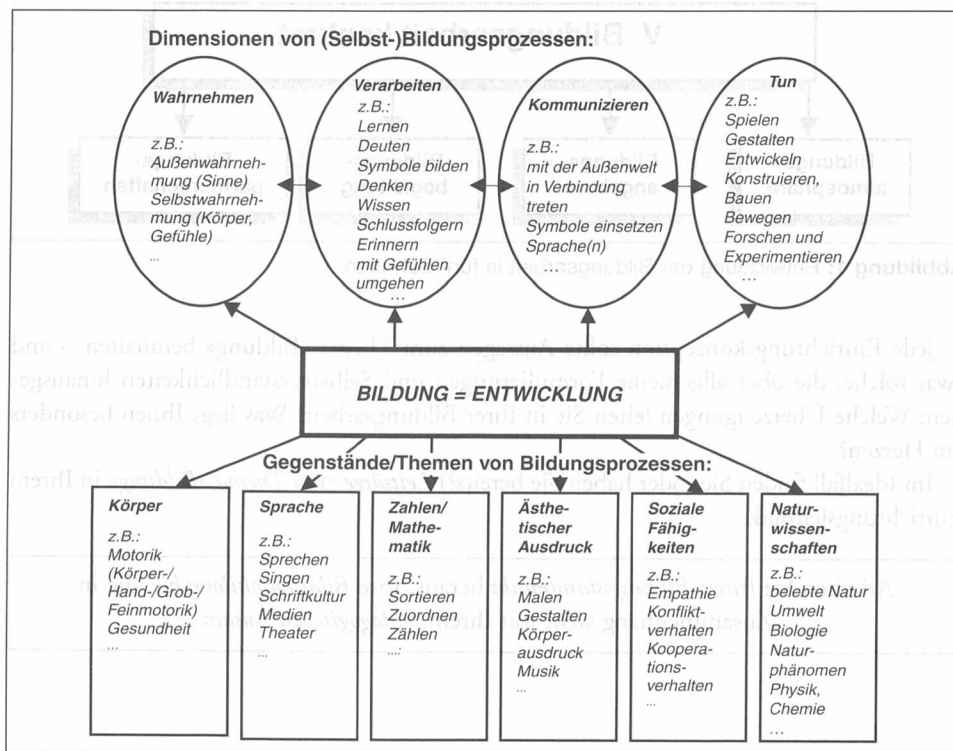 Dimensionen von (Selbst-)Bildungsprozessen:
Wahrnehmen
z.B.:
Außenwahrneh-
mung (Sinne)
Selbstwahrneh-
mung (Körper,
Gefühle)
...
Verarbeiten
z.B.:
Lernen
Deuten
Symbole bilden
Denken
Wissen
Schlussfolgern
Erinnern
mit Gefühlen
umgehen
...
Kommunizieren
z.B.:
mit der Außenwelt
in Verbindung
treten
Symbole einsetzen
Sprache(n)
...
Tun
z.B.:
Spielen
Gestalten
Entwickeln
Konstruieren,
Bauen
Bewegen
Forschen und
Experimentieren
...
BILDUNG = ENTWICKLUNG
Gegenstände/Themen von Bildungsprozessen:
Körper
z.B.:
Motorik
(Körper-/
Hand-/Grob-/
Feinmotorik)
Gesundheit
...
Sprache
z.B.:
Sprechen
Singen
Schriftkultur
Medien
Theater
...
Zahlen/
Mathe-
matik
z.B.:
Sortieren
Zuordnen
Zählen
...:
Ästhe-
tischer
Ausdruck
z.B.:
Malen
Gestalten
Körper-
ausdruck
Musik
...
Soziale
Fähig-
keiten
z.B.:
Empathie
Konflikt-
verhalten
Koopera-
tions-
verhalten
...
Natur-
wissen-
schaften
z.B.:
belebte Natur
Umwelt
Biologie
Natur-
phänomen
Physik,
Chemie
...